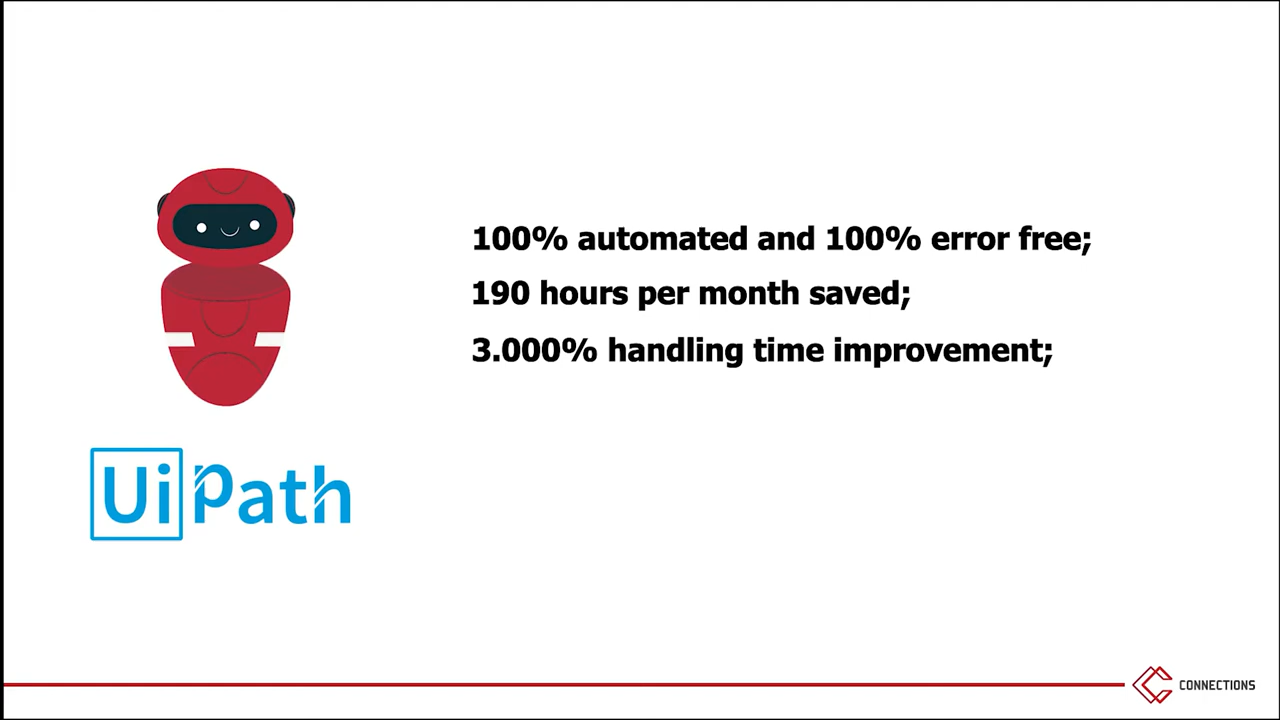 100% automated and 100% error free;
190 hours per month saved;
3.000% handling time improvement;
UiPath
CONNECTIONS